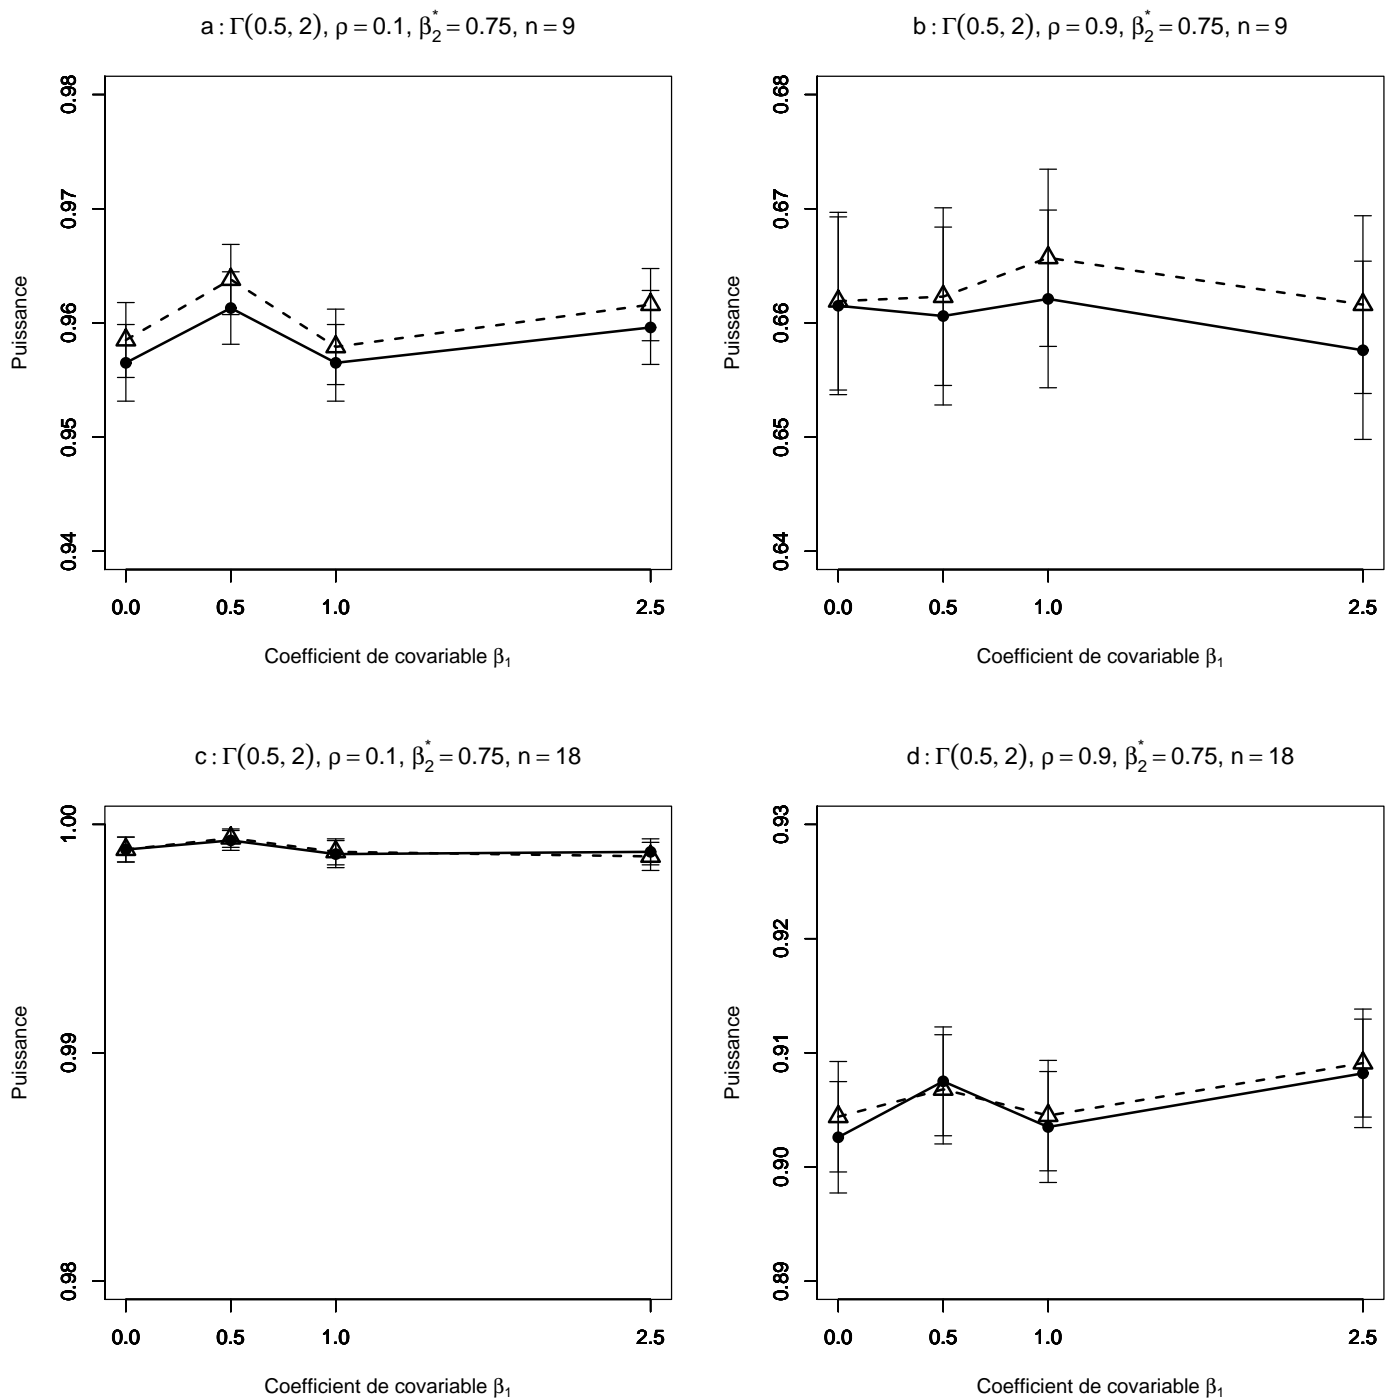 a : Γ(0.5, 2), ρ = 0.1, β₂* = 0.75, n = 9
Puissance
0.98
0.97
0.96
0.95
0.94
0.0 0.5 1.0 2.5
Coefficient de covariable β₁
b : Γ(0.5, 2), ρ = 0.9, β₂* = 0.75, n = 9
Puissance
0.68
0.67
0.66
0.65
0.64
0.0 0.5 1.0 2.5
Coefficient de covariable β₁
c : Γ(0.5, 2), ρ = 0.1, β₂* = 0.75, n = 18
Puissance
1.00
0.99
0.98
0.0 0.5 1.0 2.5
Coefficient de covariable β₁
d : Γ(0.5, 2), ρ = 0.9, β₂* = 0.75, n = 18
Puissance
0.93
0.92
0.91
0.90
0.89
0.0 0.5 1.0 2.5
Coefficient de covariable β₁